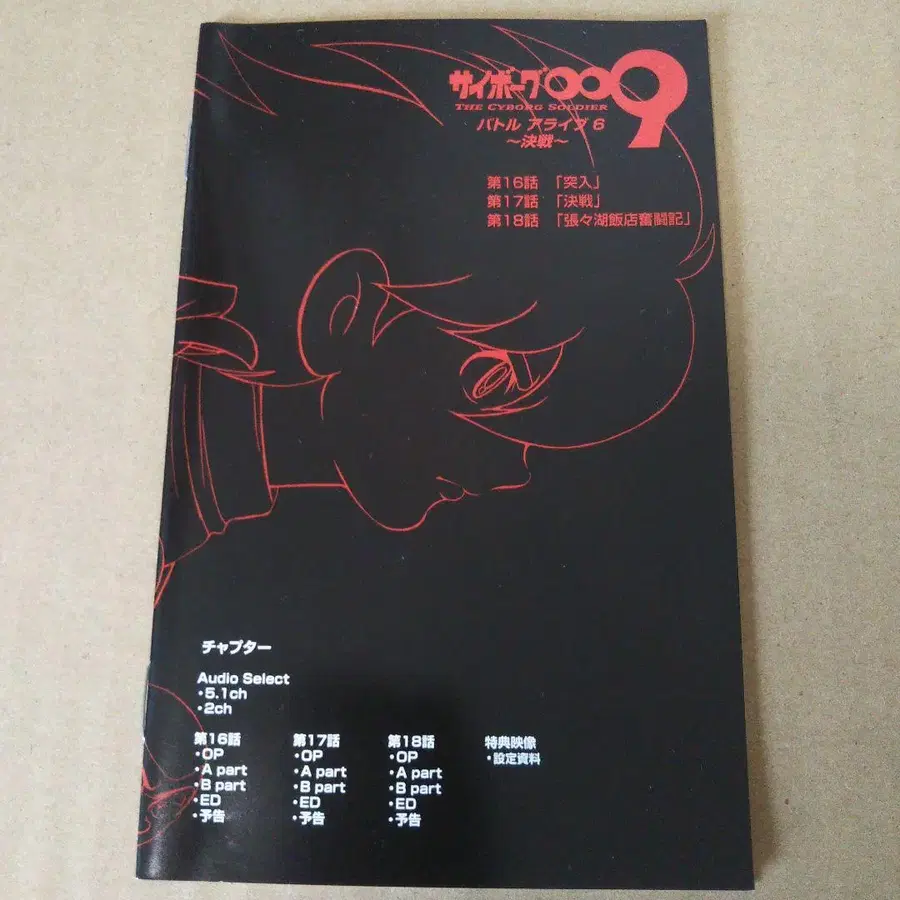 サイボーグ009
THE CYBORG SOLDIER
バトル アライブ 6
～決戦～
第16話 「突入」
第17話 「決戦」
第18話 「張々湖飯店奮闘記」
チャプター
Audio Select
・5.1ch
・2ch
第16話
・OP
・A part
・B part
・ED
・予告
第17話
・OP
・A part
・B part
・ED
・予告
第18話
・OP
・A part
・B part
・ED
・予告
特典映像
・設定資料